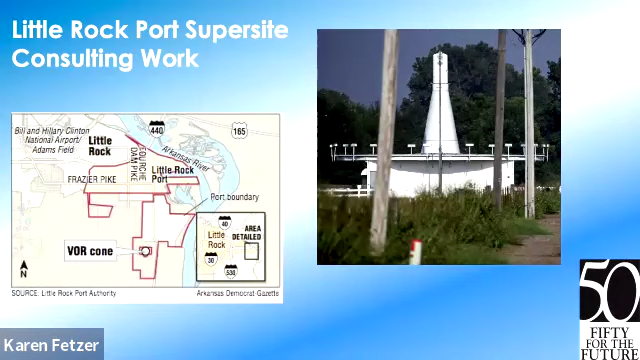 Little Rock Port Supersite
Consulting Work
Bill and Hillary Clinton
National Airport/
Adams Field
440
165
Little
Rock
FOURCHE
DAM PIKE
Arkansas River
Little Rock
Port
FRAZIER PIKE
Port boundary
VOR cone
40
Little
Rock
AREA
DETAILED
30
530
N
SOURCE: Little Rock Port Authority
Arkansas Democrat-Gazette
Karen Fetzer
50
FIFTY
FOR THE
FUTURE